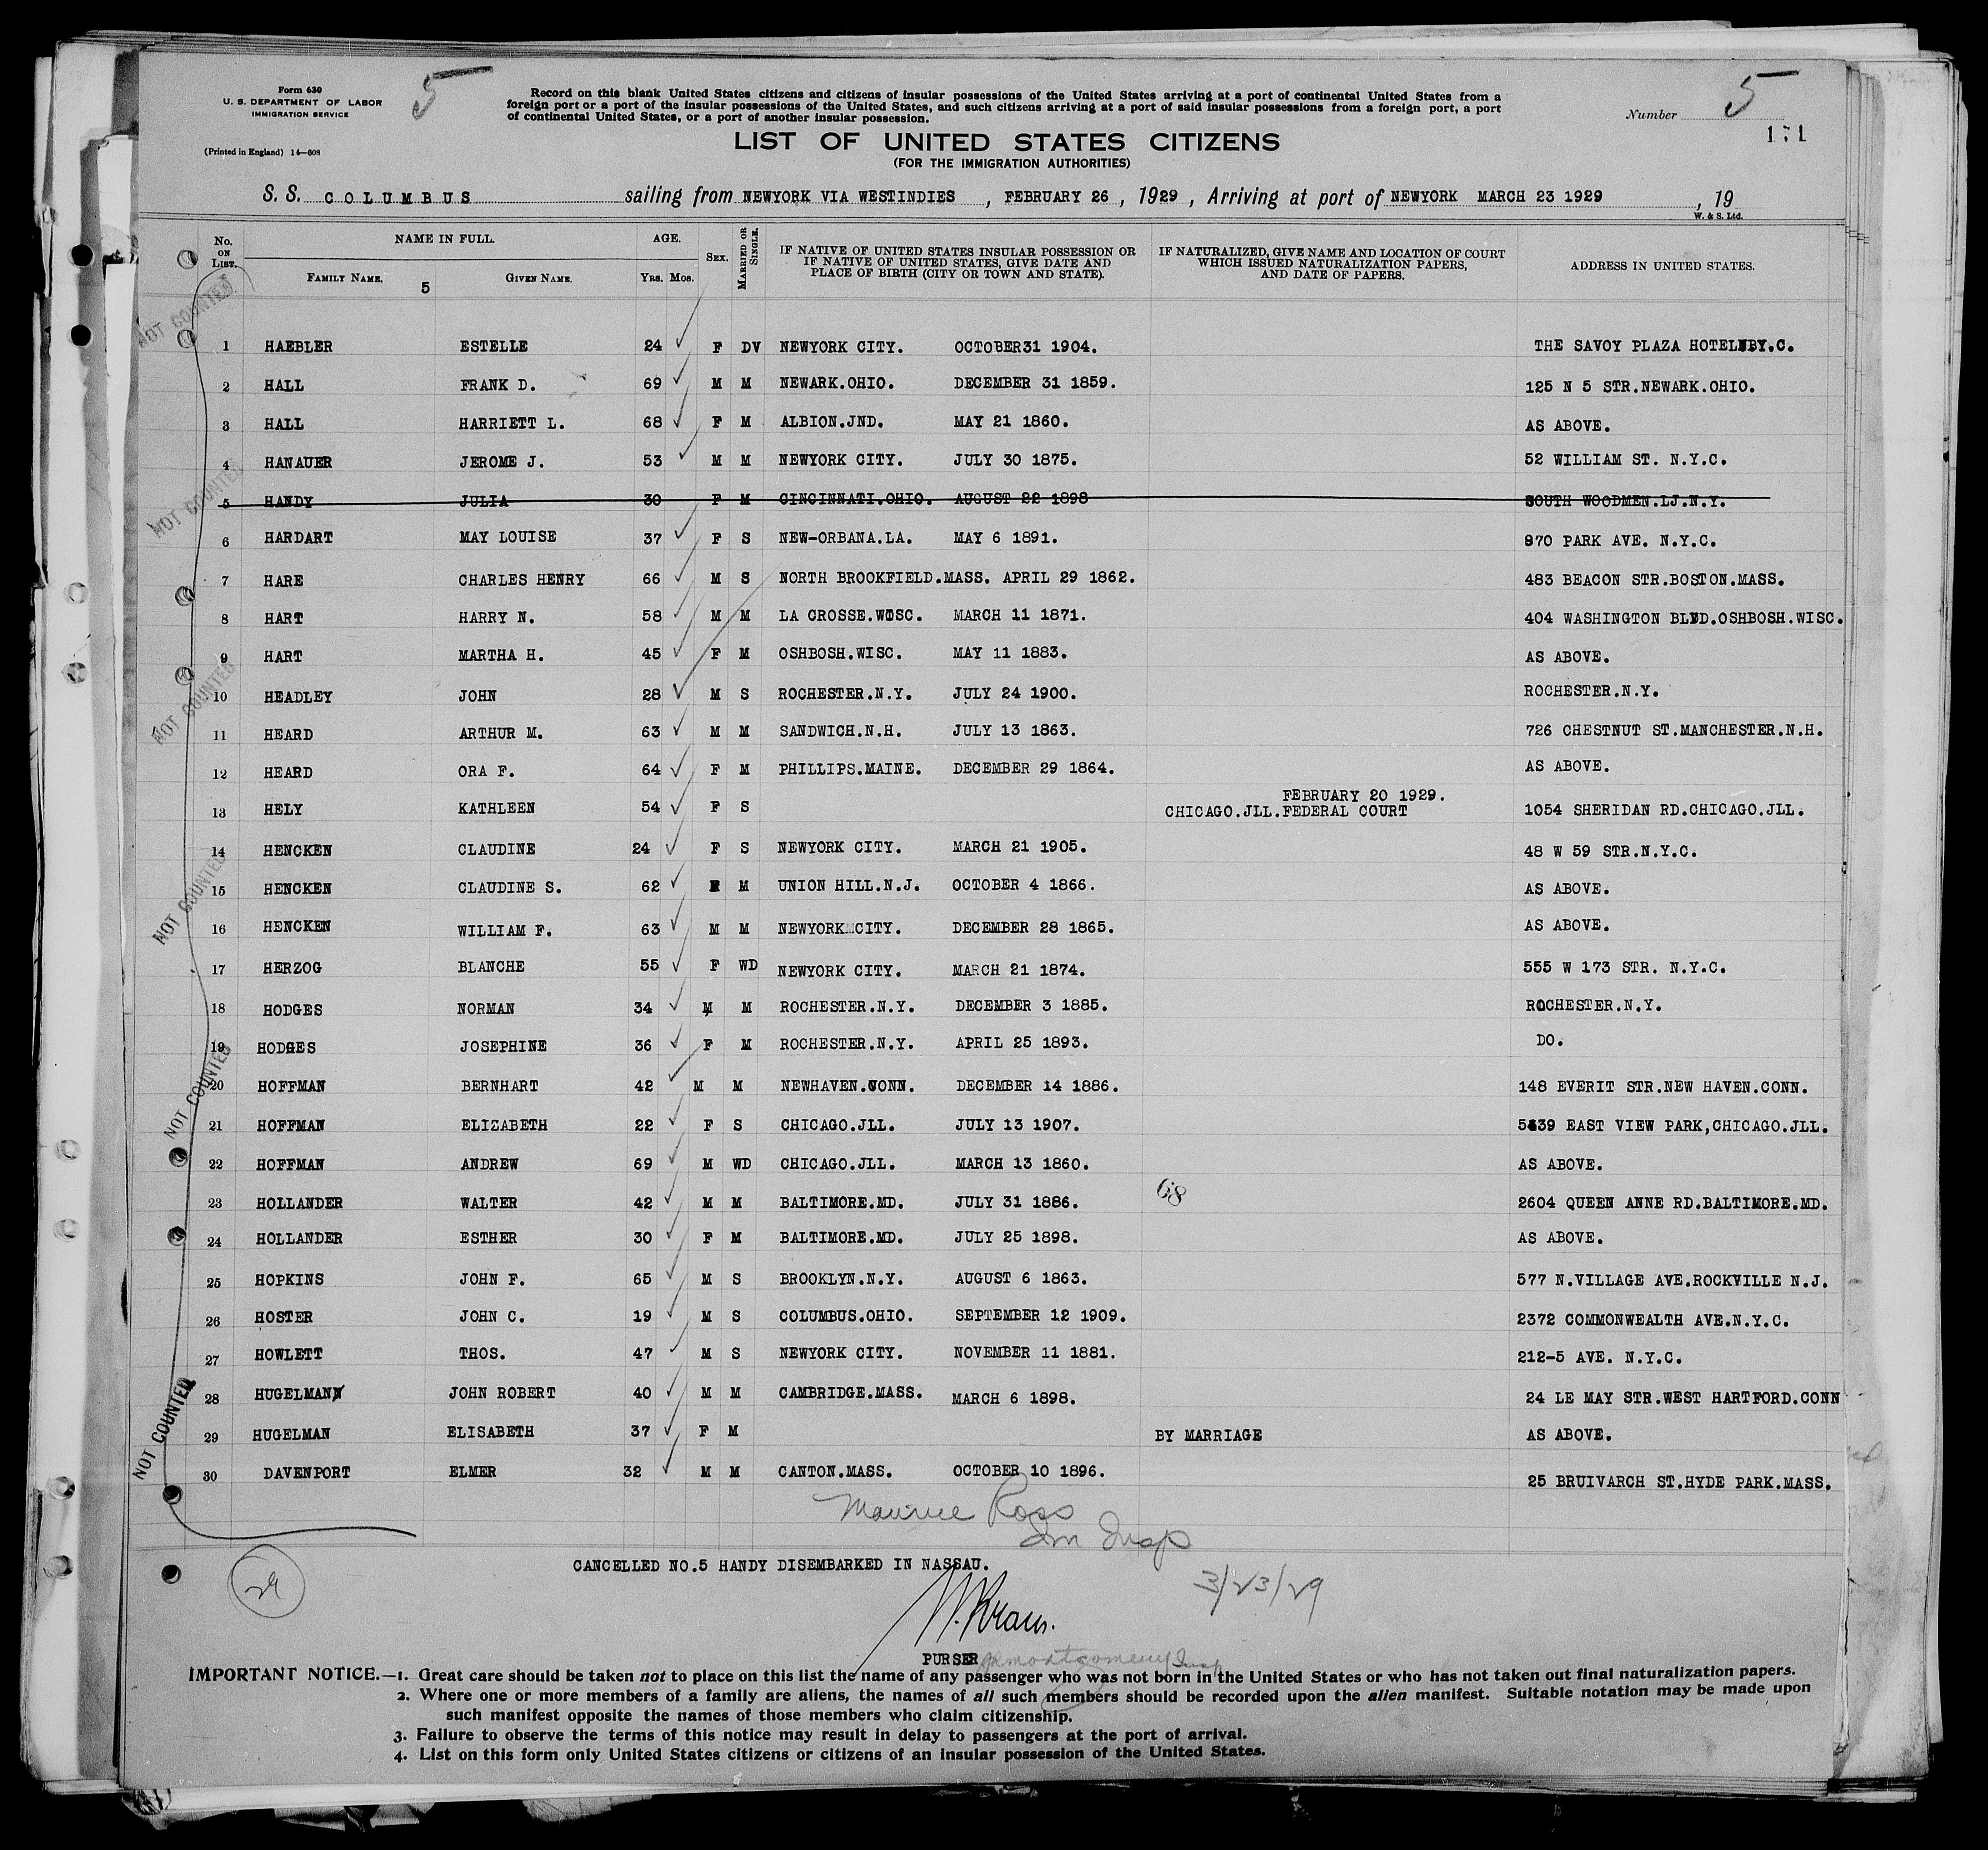 5
5
Form 630
U. S. DEPARTMENT OF LABOR
IMMIGRATION SERVICE
(Printed in England) 14—608
Record on this blank United States citizens and citizens of insular possessions of the United States arriving at a port of continental United States from a
foreign port or a port of the insular possessions of the United States, and such citizens arriving at a port of said insular possessions from a foreign port, a port
of continental United States, or a port of another insular possession.
Number
171
LIST OF UNITED STATES CITIZENS
(FOR THE IMMIGRATION AUTHORITIES)
S. S. COLUMBUS sailing from NEWYORK VIA WESTINDIES , FEBRUARY 26 , 1929 , Arriving at port of NEWYORK MARCH 23 1929 , 19
W. & S. Ltd.
No. ON LIST. NAME IN FULL. AGE. SEX. MARRIED OR SINGLE. IF NATIVE OF UNITED STATES INSULAR POSSESSION OR IF NATIVE OF UNITED STATES, GIVE DATE AND PLACE OF BIRTH (CITY OR TOWN AND STATE). IF NATURALIZED, GIVE NAME AND LOCATION OF COURT WHICH ISSUED NATURALIZATION PAPERS, AND DATE OF PAPERS. ADDRESS IN UNITED STATES.
FAMILY NAME. 5 GIVEN NAME. YRS. MOS.
1 HAEBLER ESTELLE 24 F DV NEWYORK CITY. OCTOBER31 1904. THE SAVOY PLAZA HOTEL
2 HALL FRANK D. 69 M M NEWARK.OHIO. DECEMBER 31 1859. 125 N 5 STR.NEWARK.OHIO.
3 HALL HARRIETT L. 68 F M ALBION.JND. MAY 21 1860. AS ABOVE.
4 HANAUER JEROME J. 53 M M NEWYORK CITY. JULY 30 1875. 52 WILLIAM ST. N.Y.C.
5 HANDY JULIA 30 F M CINCINNATI.OHIO. AUGUST 22 1898 SOUTH WOODMEN.LJ.N.Y.
6 HARDART MAY LOUISE 37 F S NEW-ORBANA.LA. MAY 6 1891. 970 PARK AVE. N.Y.C.
7 HARE CHARLES HENRY 66 M S NORTH BROOKFIELD.MASS. APRIL 29 1862. 483 BEACON STR.BOSTON.MASS.
8 HART HARRY N. 58 M M LA CROSSE.WISC. MARCH 11 1871. 404 WASHINGTON BLVD.OSHBOSH.WISC.
9 HART MARTHA H. 45 F M OSHBOSH.WISC. MAY 11 1883. AS ABOVE.
10 HEADLEY JOHN 28 M S ROCHESTER.N.Y. JULY 24 1900. ROCHESTER.N.Y.
11 HEARD ARTHUR M. 63 M M SANDWICH.N.H. JULY 13 1863. 726 CHESTNUT ST.MANCHESTER.N.H.
12 HEARD ORA F. 64 F M PHILLIPS.MAINE. DECEMBER 29 1864. AS ABOVE.
FEBRUARY 20 1929.
13 HELY KATHLEEN 54 F S CHICAGO.JLL.FEDERAL COURT 1054 SHERIDAN RD.CHICAGO.JLL.
14 HENCKEN CLAUDINE 24 F S NEWYORK CITY. MARCH 21 1905. 48 W 59 STR.N.Y.C.
15 HENCKEN CLAUDINE S. 62 F M UNION HILL.N.J. OCTOBER 4 1866. AS ABOVE.
16 HENCKEN WILLIAM F. 63 M M NEWYORK CITY. DECEMBER 28 1865. AS ABOVE.
17 HERZOG BLANCHE 55 F WD NEWYORK CITY. MARCH 21 1874. 555 W 173 STR. N.Y.C.
18 HODGES NORMAN 34 M M ROCHESTER.N.Y. DECEMBER 3 1885. ROCHESTER.N.Y.
19 HODGES JOSEPHINE 36 F M ROCHESTER.N.Y. APRIL 25 1893. DO.
20 HOFFMAN BERNHART 42 M M NEWHAVEN.CONN. DECEMBER 14 1886. 148 EVERIT STR.NEW HAVEN.CONN.
21 HOFFMAN ELIZABETH 22 F S CHICAGO.JLL. JULY 13 1907. EAST VIEW PARK,CHICAGO.JLL.
22 HOFFMAN ANDREW 69 M WD CHICAGO.JLL. MARCH 13 1860. AS ABOVE.
23 HOLLANDER WALTER 42 M M BALTIMORE.MD. JULY 31 1886. 68 2604 QUEEN ANNE RD.BALTIMORE.MD.
24 HOLLANDER ESTHER 30 F M BALTIMORE.MD. JULY 25 1898. AS ABOVE.
25 HOPKINS JOHN F. 65 M S BROOKLYN.N.Y. AUGUST 6 1863. 577 N.VILLAGE AVE.ROCKVILLE N.J.
26 HOSTER JOHN C. 19 M S COLUMBUS.OHIO. SEPTEMBER 12 1909. 2372 COMMONWEALTH AVE.N.Y.C.
27 HOWLETT THOS. 47 M S NEWYORK CITY. NOVEMBER 11 1881. 212-5 AVE. N.Y.C.
28 HUGELMAN JOHN ROBERT 40 M M CAMBRIDGE.MASS. MARCH 6 1898. 24 LE MAY STR.WEST HARTFORD.CONN
29 HUGELMAN ELISABETH 37 F M BY MARRIAGE AS ABOVE.
30 DAVENPORT ELMER 32 M M CANTON.MASS. OCTOBER 10 1896. 25 BRUIVARCH ST.HYDE PARK.MASS.
NOT COUNTED
NOT COUNTED
NOT COUNTED
NOT COUNTED
NOT COUNTED
NOT COUNTED
Maurice Ross
Im Insp
29
CANCELLED NO.5 HANDY DISEMBARKED IN NASSAU.
3/23/29
W. Kraus.
PURSER
Montgomery Insp
IMPORTANT NOTICE.—1. Great care should be taken not to place on this list the name of any passenger who was not born in the United States or who has not taken out final naturalization papers.
2. Where one or more members of a family are aliens, the names of all such members should be recorded upon the alien manifest. Suitable notation may be made upon
such manifest opposite the names of those members who claim citizenship.
3. Failure to observe the terms of this notice may result in delay to passengers at the port of arrival.
4. List on this form only United States citizens or citizens of an insular possession of the United States.